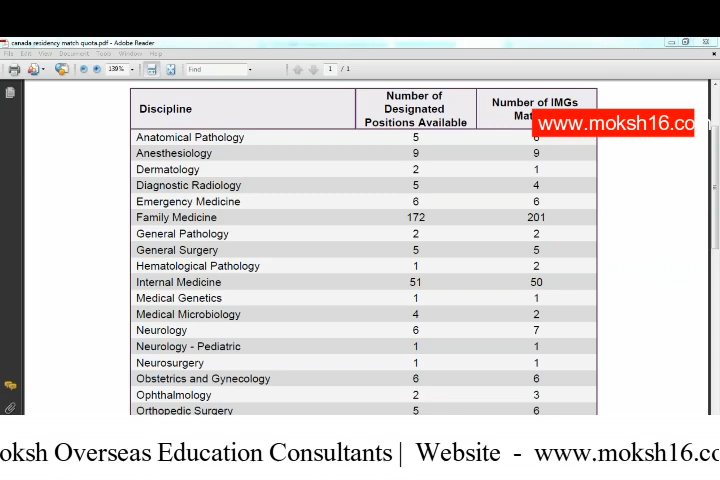 canada residency match quota.pdf - Adobe Reader
File Edit View Document Tools Window Help
139% Find 1 / 1
Discipline Number of Designated Positions Available Number of IMGs
www.moksh16.com
Anatomical Pathology 5 6
Anesthesiology 9 9
Dermatology 2 1
Diagnostic Radiology 5 4
Emergency Medicine 6 6
Family Medicine 172 201
General Pathology 2 2
General Surgery 5 5
Hematological Pathology 1 2
Internal Medicine 51 50
Medical Genetics 1 1
Medical Microbiology 4 2
Neurology 6 7
Neurology - Pediatric 1 1
Neurosurgery 1 1
Obstetrics and Gynecology 6 6
Ophthalmology 2 3
Orthopedic Surgery 5 6
oksh Overseas Education Consultants | Website - www.moksh16.co